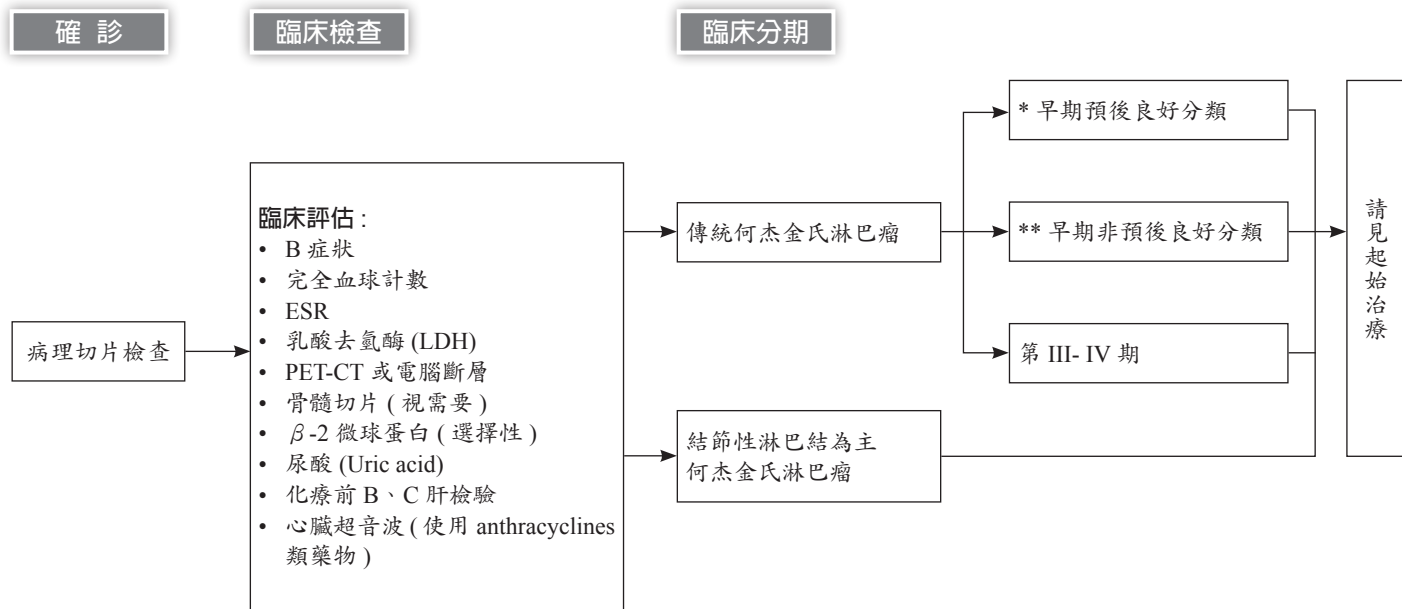 確 診
臨床檢查
臨床分期
病理切片檢查
臨床評估 :
• B 症狀
• 完全血球計數
• ESR
• 乳酸去氫酶 (LDH)
• PET-CT 或電腦斷層
• 骨髓切片 ( 視需要 )
• β-2 微球蛋白 ( 選擇性 )
• 尿酸 (Uric acid)
• 化療前 B、C 肝檢驗
• 心臟超音波 ( 使用 anthracyclines
類藥物 )
傳統何杰金氏淋巴瘤
結節性淋巴結為主
何杰金氏淋巴瘤
* 早期預後良好分類
** 早期非預後良好分類
第 III- IV 期
請見起始治療